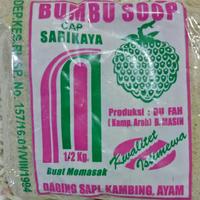 BUMBU SOOP
CAP
SARIKAYA
1/2 Kg.
Buat Memasak
Produksi : DU FAH
(Kamp. Arab) B. MASIN
Kwalitet
Istimewa
DAGING SAPI, KAMBING, AYAM
DEPKES RI SP. No. 157/16.01/VIII/1994